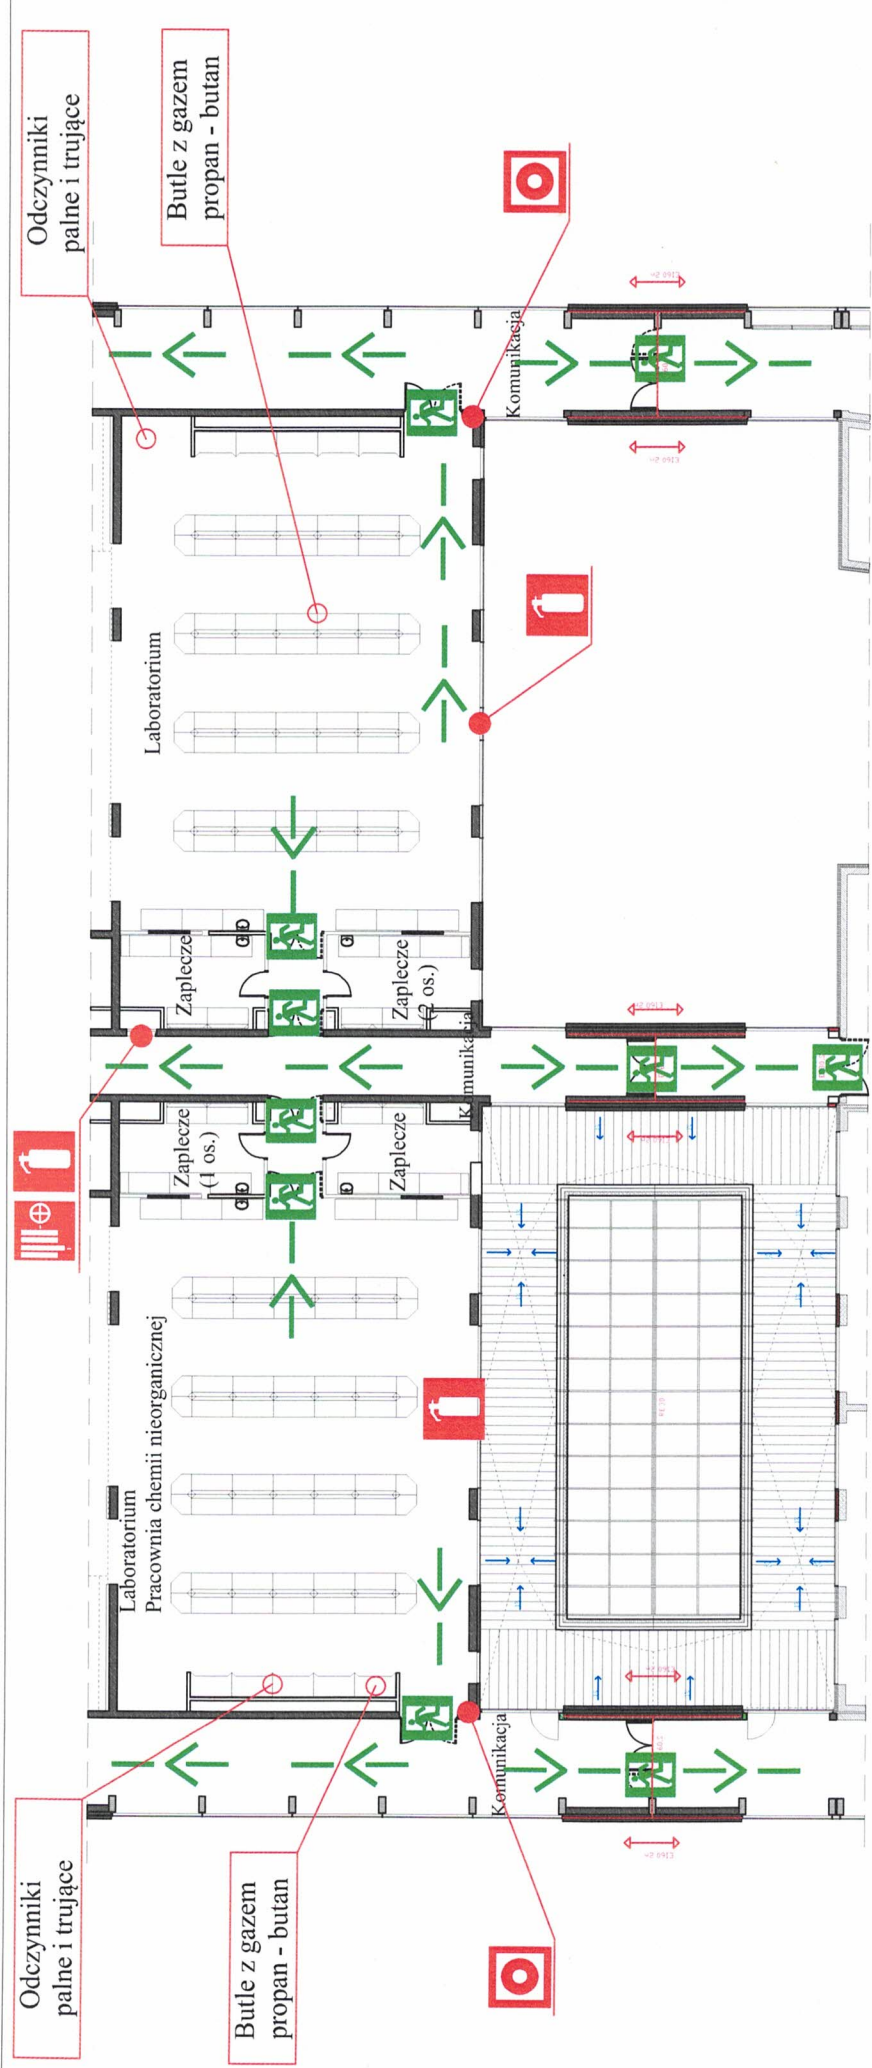 Odczynniki
palne i trujące
Butle z gazem
propan - butan
Komunikacja
Laboratorium
Zaplecze
Zaplecze
(2 os.)
Komunikacja
Zaplecze
(1 os.)
Zaplecze
Laboratorium
Pracownia chemii nieorganicznej
Komunikacja
Odczynniki
palne i trujące
Butle z gazem
propan - butan